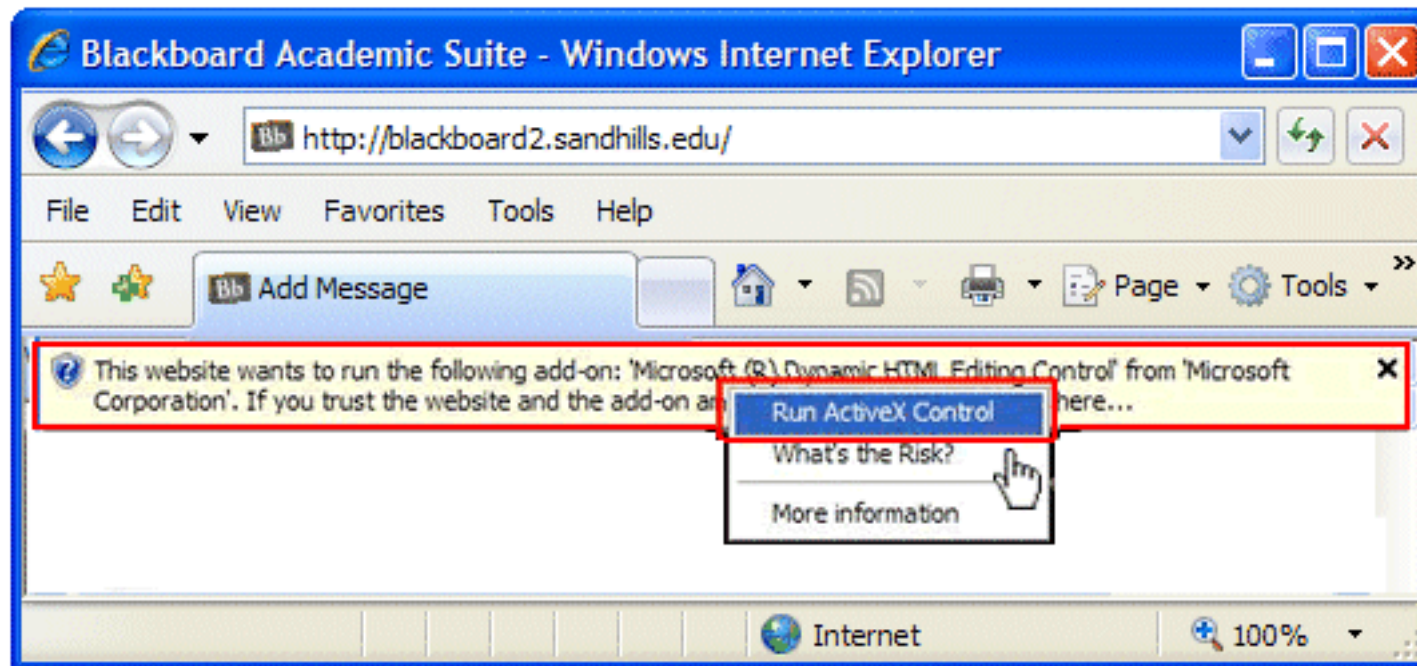 Blackboard Academic Suite - Windows Internet Explorer
Bb http://blackboard2.sandhills.edu/
File Edit View Favorites Tools Help
Bb Add Message Page Tools »
This website wants to run the following add-on: 'Microsoft (R) Dynamic HTML Editing Control' from 'Microsoft
Corporation'. If you trust the website and the add-on an here...
Run ActiveX Control
What's the Risk?
More information
Internet 100%